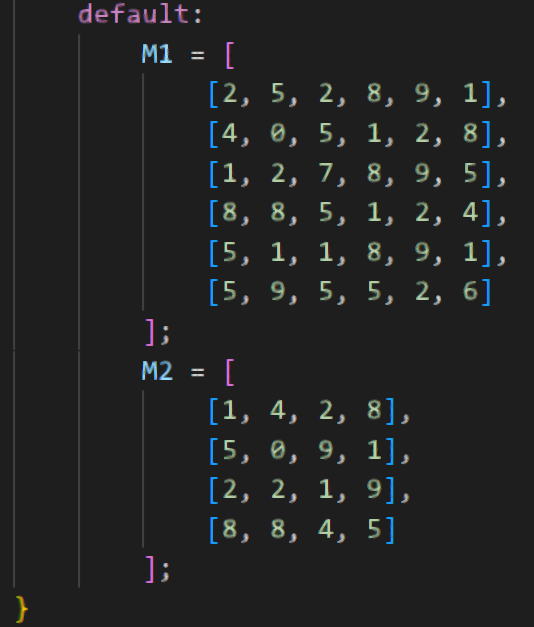 default:
M1 = [
[2, 5, 2, 8, 9, 1],
[4, 0, 5, 1, 2, 8],
[1, 2, 7, 8, 9, 5],
[8, 8, 5, 1, 2, 4],
[5, 1, 1, 8, 9, 1],
[5, 9, 5, 5, 2, 6]
];
M2 = [
[1, 4, 2, 8],
[5, 0, 9, 1],
[2, 2, 1, 9],
[8, 8, 4, 5]
];
}